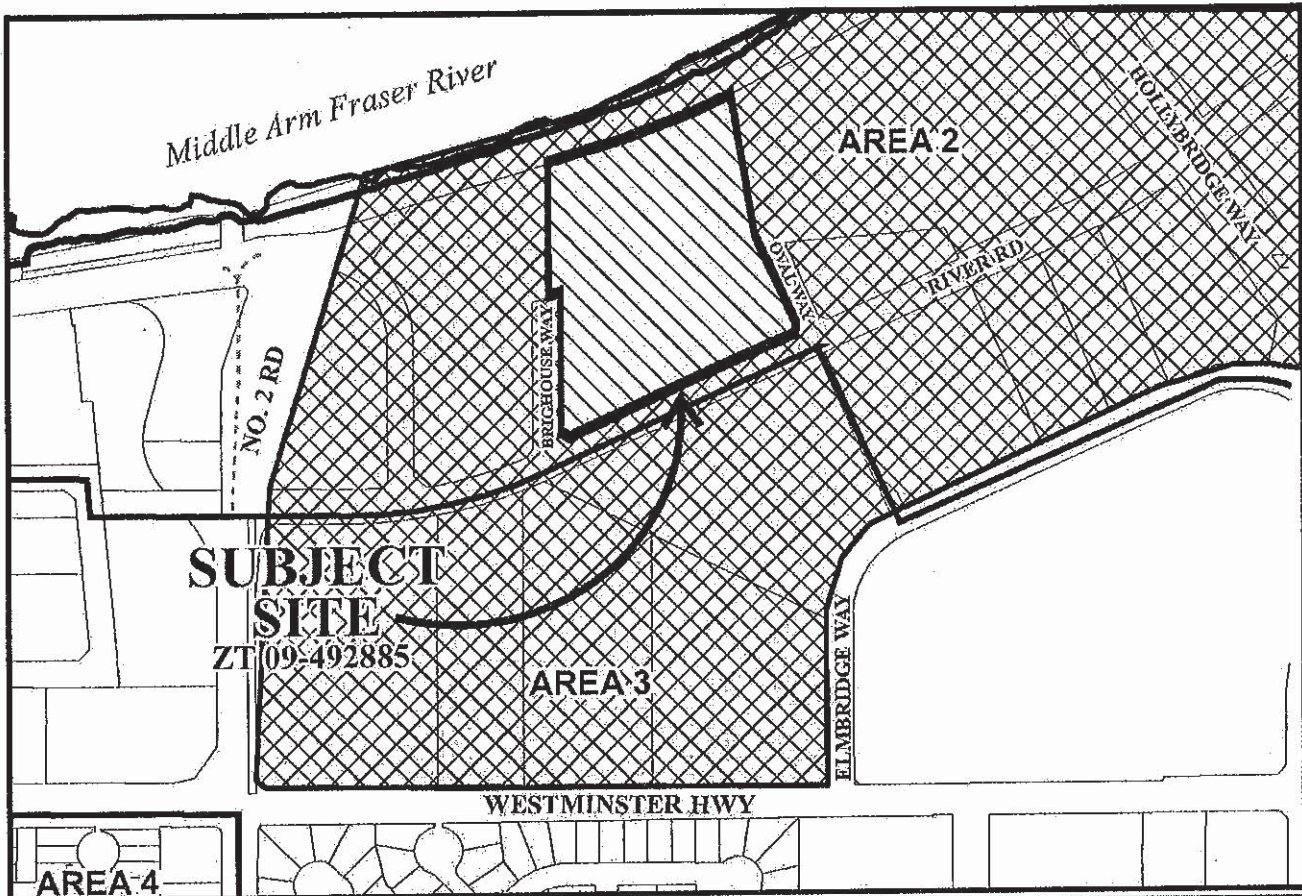 Middle Arm Fraser River
HOLLYBRIDGE WAY
AREA 2
OVAL WAY
RIVER RD
BRIGHOUSE WAY
NO. 2 RD
SUBJECT
SITE
ZT 09-492885
AREA 3
ELMBRIDGE WAY
WESTMINSTER HWY
AREA 4